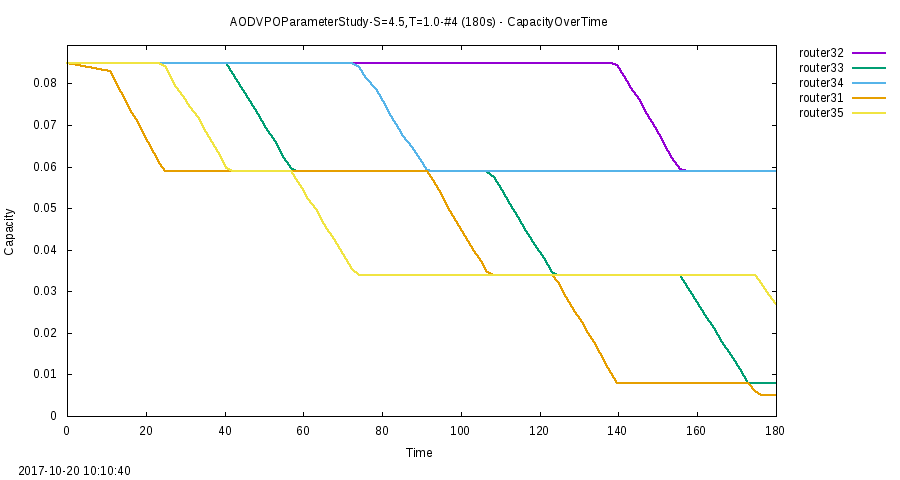 AODVPOParameterStudy-S=4.5,T=1.0-#4 (180s) - CapacityOverTime
router32
router33
router34
router31
router35
0.08
0.07
0.06
0.05
0.04
0.03
0.02
0.01
0
Capacity
0 20 40 60 80 100 120 140 160 180
Time
2017-10-20 10:10:40